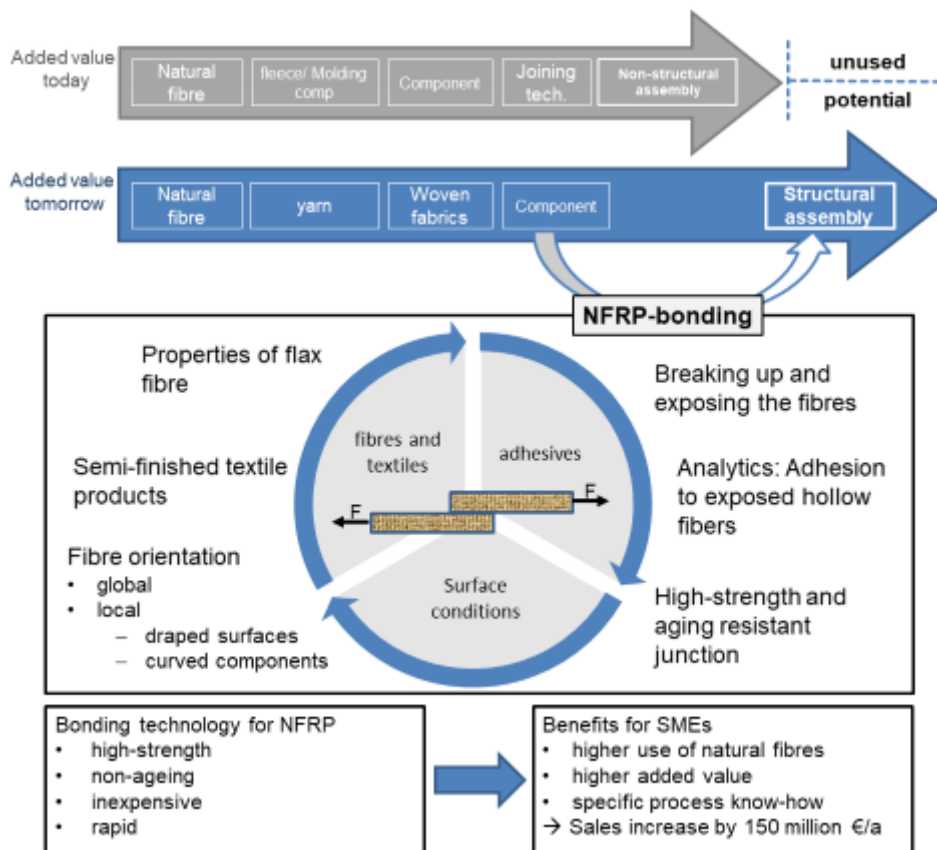 Added value
today
Natural
fibre
fleece/ Molding
comp
Component
Joining
tech.
Non-structural
assembly
unused
potential
Added value
tomorrow
Natural
fibre
yarn
Woven
fabrics
Component
Structural
assembly
NFRP-bonding
Properties of flax
fibre
Semi-finished textile
products
Fibre orientation
• global
• local
– draped surfaces
– curved components
fibres and
textiles
adhesives
F
F
Surface
conditions
Breaking up and
exposing the fibres
Analytics: Adhesion
to exposed hollow
fibers
High-strength and
aging resistant
junction
Bonding technology for NFRP
• high-strength
• non-ageing
• inexpensive
• rapid
Benefits for SMEs
• higher use of natural fibres
• higher added value
• specific process know-how
→ Sales increase by 150 million €/a